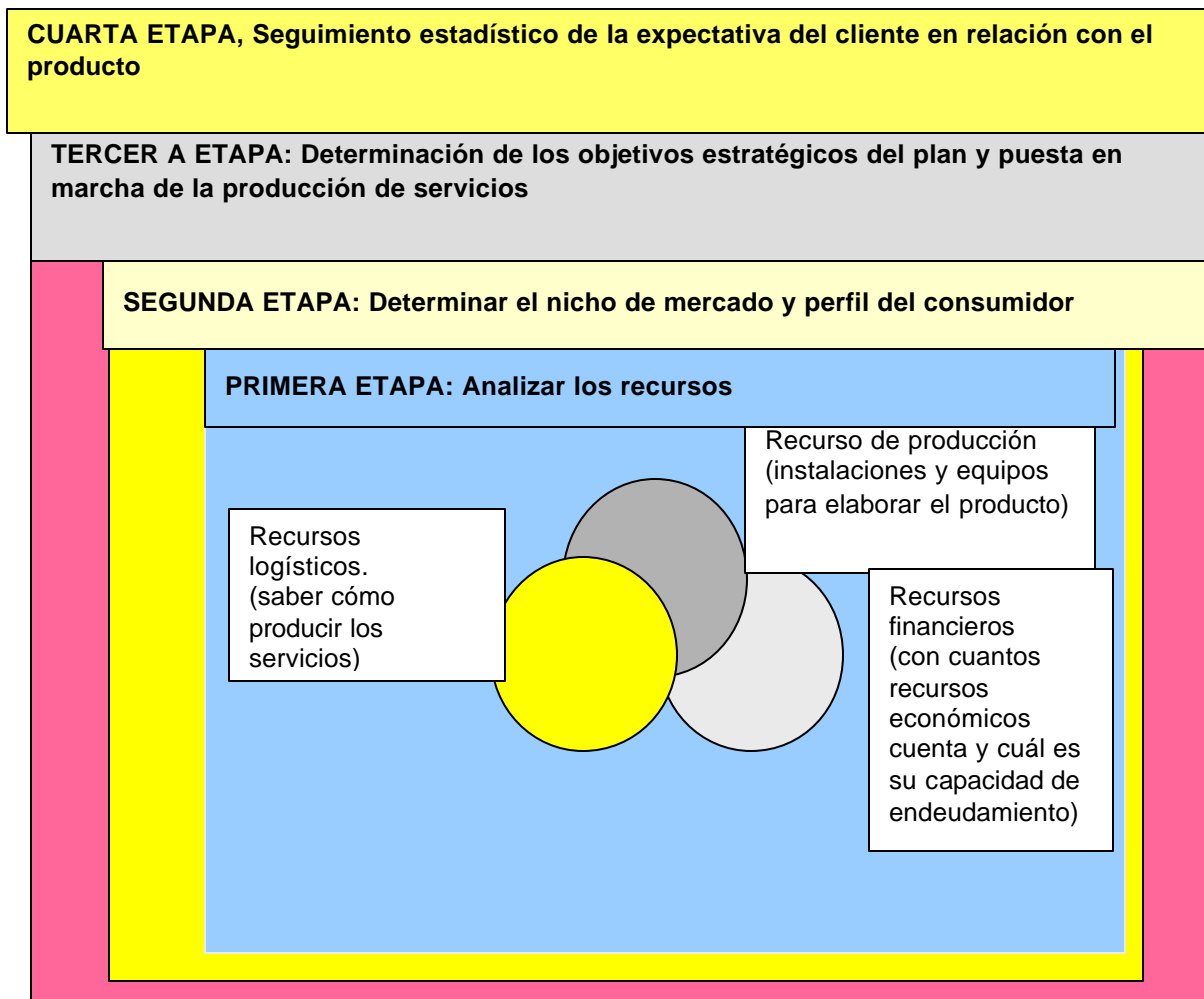 CUARTA ETAPA, Seguimiento estadístico de la expectativa del cliente en relación con el
producto
TERCER A ETAPA: Determinación de los objetivos estratégicos del plan y puesta en
marcha de la producción de servicios
SEGUNDA ETAPA: Determinar el nicho de mercado y perfil del consumidor
PRIMERA ETAPA: Analizar los recursos
Recurso de producción
(instalaciones y equipos
para elaborar el producto)
Recursos
logísticos.
(saber cómo
producir los
servicios)
Recursos
financieros
(con cuantos
recursos
económicos
cuenta y cuál es
su capacidad de
endeudamiento)